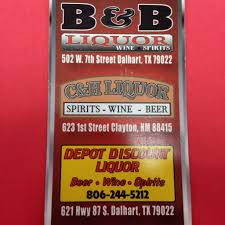 B&B
LIQUOR
WINE • SPIRITS
502 W. 7th Street Dalhart, TX 79022
C&H LIQUOR
SPIRITS - WINE - BEER
623 1st Street Clayton, NM 88415
DEPOT DISCOUNT
LIQUOR
Beer • Wine • Spirits
806-244-5212
621 Hwy 87 S. Dalhart, TX 79022